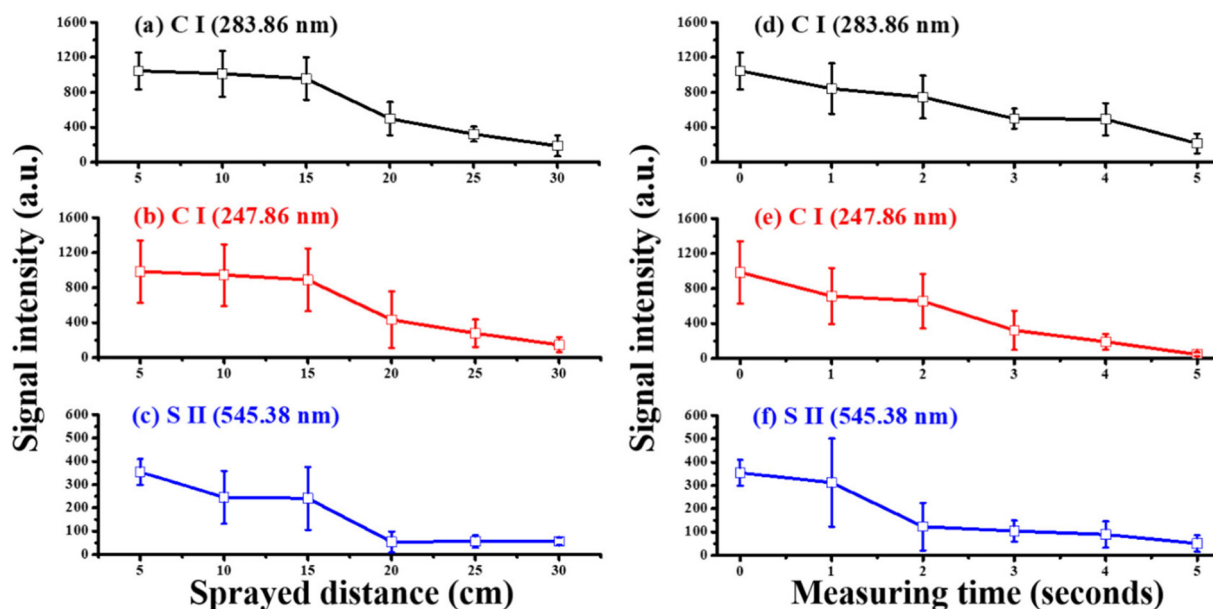 (a) C I (283.86 nm)
1600
1200
800
400
0
5 10 15 20 25 30
(b) C I (247.86 nm)
1600
1200
800
400
0
5 10 15 20 25 30
(c) S II (545.38 nm)
600
500
400
300
200
100
0
5 10 15 20 25 30
Signal intensity (a.u.)
Sprayed distance (cm)
(d) C I (283.86 nm)
1600
1200
800
400
0
0 1 2 3 4 5
(e) C I (247.86 nm)
1600
1200
800
400
0
0 1 2 3 4 5
(f) S II (545.38 nm)
600
500
400
300
200
100
0
0 1 2 3 4 5
Signal intensity (a.u.)
Measuring time (seconds)